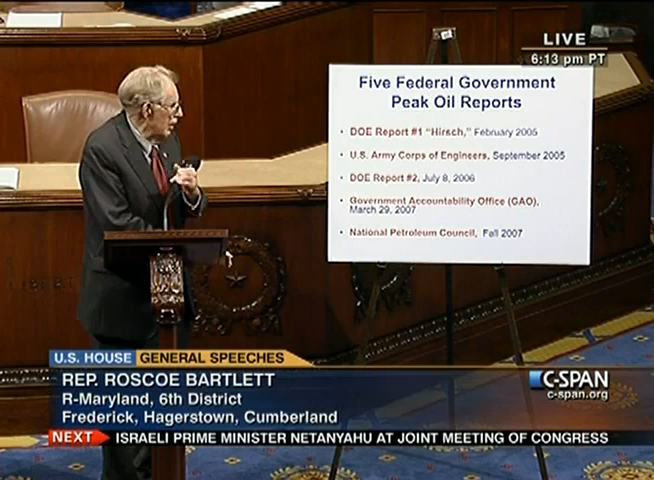 LIVE
6:13 pm PT
Five Federal Government
Peak Oil Reports
• DOE Report #1 “Hirsch,” February 2005
• U.S. Army Corps of Engineers, September 2005
• DOE Report #2, July 8, 2006
• Government Accountability Office (GAO),
March 29, 2007
• National Petroleum Council, Fall 2007
U.S. HOUSE GENERAL SPEECHES
REP. ROSCOE BARTLETT
R-Maryland, 6th District
Frederick, Hagerstown, Cumberland
C-SPAN
c-span.org
NEXT ISRAELI PRIME MINISTER NETANYAHU AT JOINT MEETING OF CONGRESS